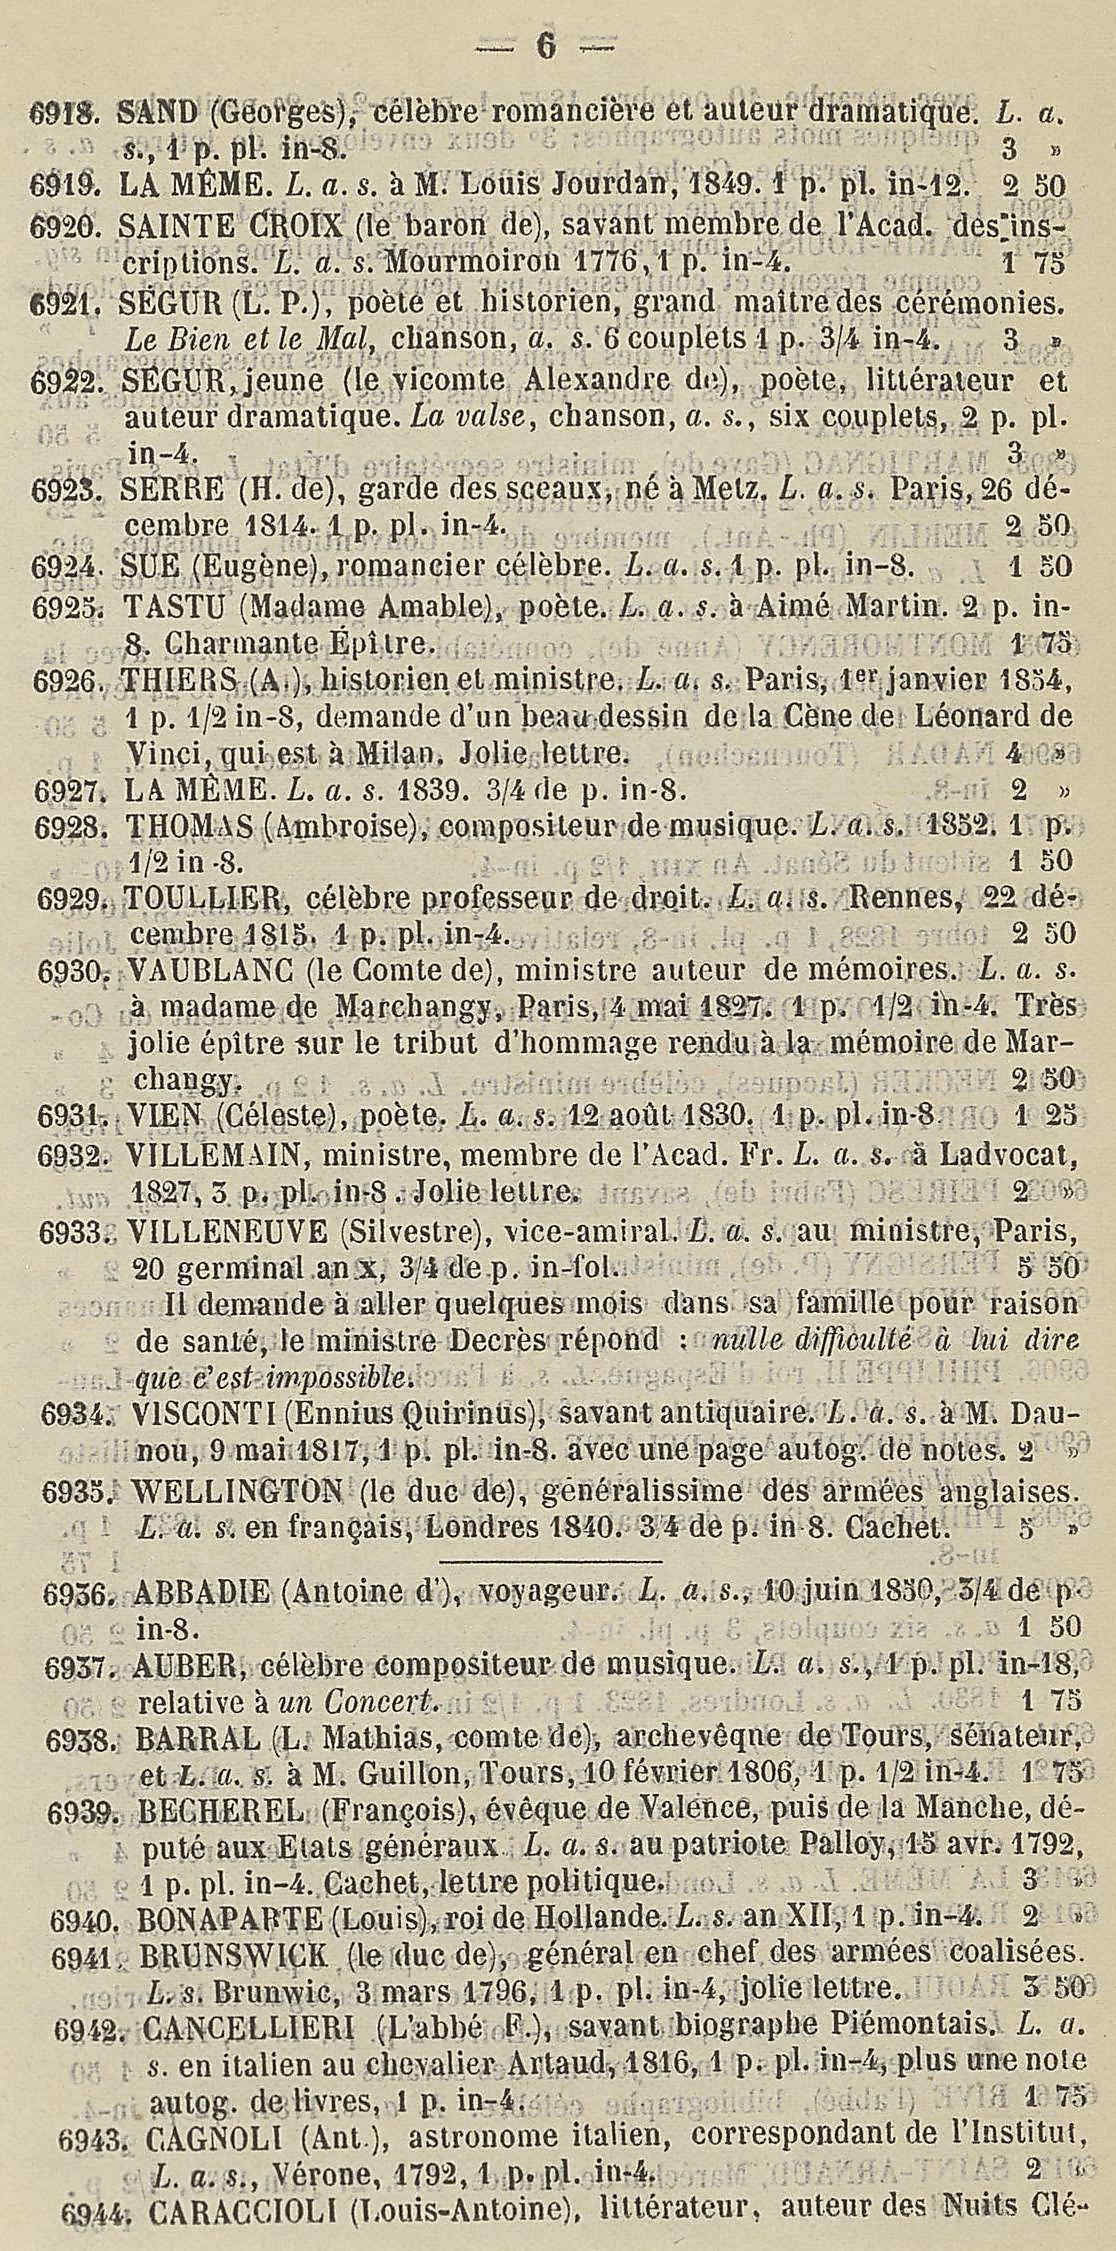 — 6 —
6918. SAND (Georges), célèbre romancière et auteur dramatique. L. a.
s., 1 p. pl. in-8. 3 »
6919. LA MÊME. L. a. s. à M. Louis Jourdan, 1849. 1 p. pl. in-12. 2 50
6920. SAINTE CROIX (le baron de), savant membre de l'Acad. des ins-
criptions. L. a. s. Mourmoiron 1776, 1 p. in-4. 1 75
6921. SÉGUR (L. P.), poète et historien, grand maître des cérémonies.
Le Bien et le Mal, chanson, a. s. 6 couplets 1 p. 3/4 in-4. 3 »
6922. SÉGUR, jeune (le vicomte Alexandre de), poète, littérateur et
auteur dramatique. La valse, chanson, a. s., six couplets, 2 p. pl.
in-4. 3 »
6923. SERRE (H. de), garde des sceaux, né à Metz. L. a. s. Paris, 26 dé-
cembre 1814. 1 p. pl. in-4. 2 50
6924. SUE (Eugène), romancier célèbre. L. a. s. 1 p. pl. in-8. 1 50
6925. TASTU (Madame Amable), poète. L. a. s. à Aimé Martin. 2 p. in-
8. Charmante Épître. 1 75
6926. THIERS (A.), historien et ministre. L. a. s. Paris, 1er janvier 1854,
1 p. 1/2 in-8, demande d'un beau dessin de la Cène de Léonard de
Vinci, qui est à Milan. Jolie lettre. 4 »
6927. LA MÊME. L. a. s. 1839. 3/4 de p. in-8. 2 »
6928. THOMAS (Ambroise), compositeur de musique. L. a. s. 1852. 1 p.
1/2 in-8. 1 50
6929. TOULLIER, célèbre professeur de droit. L. a. s. Rennes, 22 dé-
cembre 1815. 1 p. pl. in-4. 2 50
6930. VAUBLANC (le Comte de), ministre auteur de mémoires. L. a. s.
à madame de Marchangy, Paris, 4 mai 1827. 1 p. 1/2 in-4. Très
jolie épître sur le tribut d'hommage rendu à la mémoire de Mar-
changy. 2 50
6931. VIEN (Céleste), poète. L. a. s. 12 août 1830. 1 p. pl. in-8 1 25
6932. VILLEMAIN, ministre, membre de l'Acad. Fr. L. a. s. à Ladvocat,
1827, 3 p. pl. in-8. Jolie lettre. 2 »
6933. VILLENEUVE (Silvestre), vice-amiral. L. a. s. au ministre, Paris,
20 germinal an x, 3/4 de p. in-fol. 5 50
Il demande à aller quelques mois dans sa famille pour raison
de santé, le ministre Decrès répond : nulle difficulté à lui dire
que c'est impossible.
6934. VISCONTI (Ennius Quirinus), savant antiquaire. L. a. s. à M. Dau-
nou, 9 mai 1817, 1 p. pl. in-8. avec une page autog. de notes. 2 »
6935. WELLINGTON (le duc de), généralissime des armées anglaises.
L. a. s. en français, Londres 1840. 3/4 de p. in-8. Cachet. 5 »
6936. ABBADIE (Antoine d'), voyageur. L. a. s., 10 juin 1850, 3/4 de p.
in-8. 1 50
6937. AUBER, célèbre compositeur de musique. L. a. s., 1 p. pl. in-18,
relative à un Concert. 1 75
6938. BARRAL (L. Mathias, comte de), archevêque de Tours, sénateur,
et L. a. s. à M. Guillon, Tours, 10 février 1806, 1 p. 1/2 in-4. 1 75
6939. BECHEREL (François), évêque de Valence, puis de la Manche, dé-
puté aux Etats généraux. L. a. s. au patriote Palloy, 15 avr. 1792,
1 p. pl. in-4. Cachet, lettre politique. 3 »
6940. BONAPARTE (Louis), roi de Hollande. L. s. an XII, 1 p. in-4. 2 »
6941. BRUNSWICK (le duc de), général en chef des armées coalisées.
L. s. Brunwic, 3 mars 1796, 1 p. pl. in-4, jolie lettre. 3 50
6942. CANCELLIERI (L'abbé F.), savant biographe Piémontais. L. a.
s. en italien au chevalier Artaud, 1816, 1 p. pl. in-4, plus une note
autog. de livres, 1 p. in-4. 1 75
6943. CAGNOLI (Ant.), astronome italien, correspondant de l'Institut,
L. a. s., Vérone, 1792, 1 p. pl. in-4. 2 »
6944. CARACCIOLI (Louis-Antoine), littérateur, auteur des Nuits Clé-